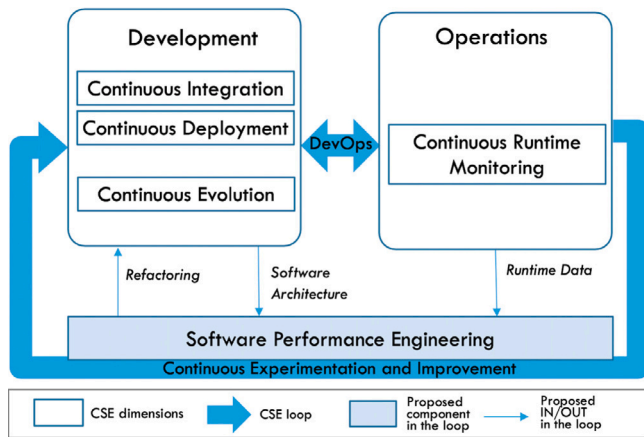 Development
Operations
Continuous Integration
Continuous Deployment
DevOps
Continuous Runtime
Monitoring
Continuous Evolution
Refactoring
Software
Architecture
Runtime Data
Software Performance Engineering
Continuous Experimentation and Improvement
CSE dimensions
CSE loop
Proposed
component
in the loop
Proposed
IN/OUT
in the loop